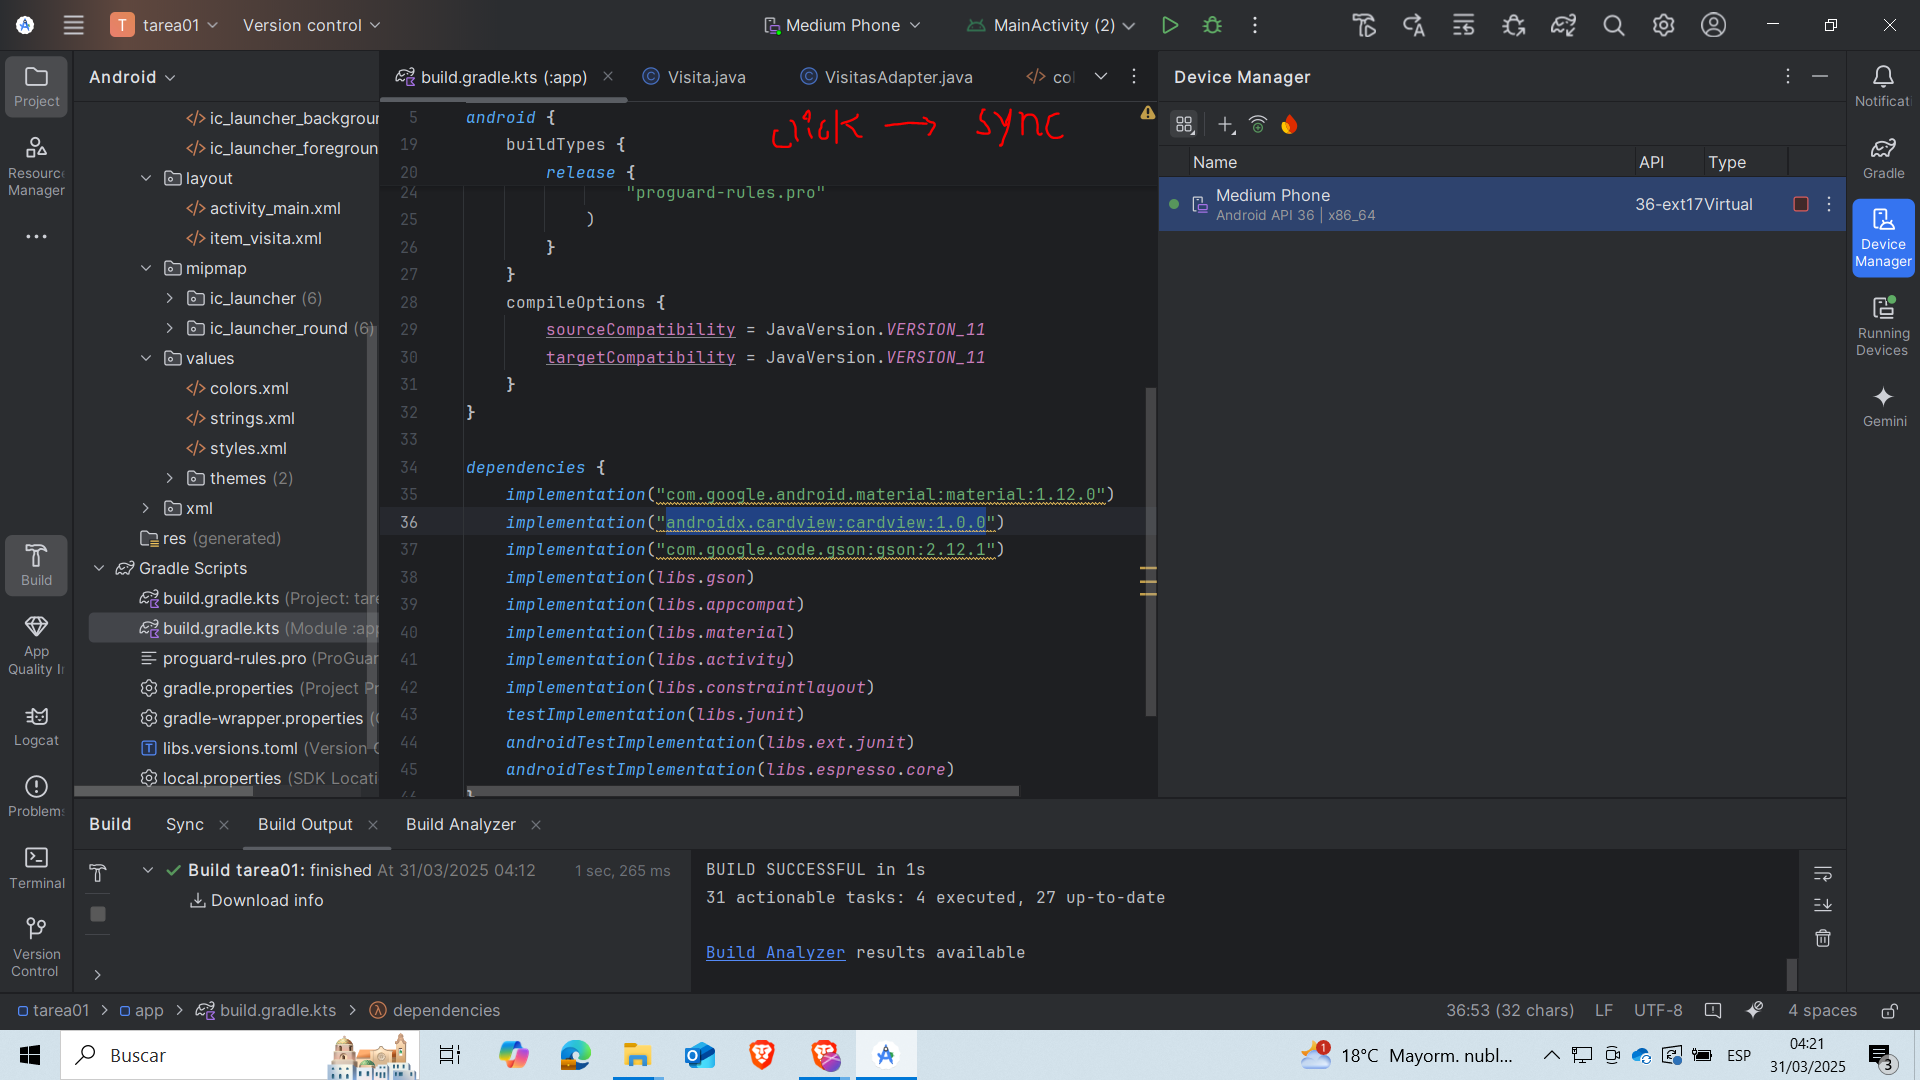 T tarea01
Version control
Medium Phone
MainActivity (2)
Project
Resourc
Manager
Build
App
Quality I
Logcat
Problems
Terminal
Version
Control
Android
ic_launcher_backgrour
ic_launcher_foregroun
layout
activity_main.xml
item_visita.xml
mipmap
ic_launcher (6)
ic_launcher_round (6)
values
colors.xml
strings.xml
styles.xml
themes (2)
xml
res (generated)
Gradle Scripts
build.gradle.kts (Project: tare
build.gradle.kts (Module :app
proguard-rules.pro (ProGuar
gradle.properties (Project Pr
gradle-wrapper.properties (
libs.versions.toml (Version C
local.properties (SDK Locati
build.gradle.kts (:app)
Visita.java
VisitasAdapter.java
co
click → sync
5 android {
19 buildTypes {
20 release {
24 "proguard-rules.pro"
25 )
26 }
27 }
28 compileOptions {
29 sourceCompatibility = JavaVersion.VERSION_11
30 targetCompatibility = JavaVersion.VERSION_11
31 }
32 }
33
34 dependencies {
35 implementation("com.google.android.material:material:1.12.0")
36 implementation("androidx.cardview:cardview:1.0.0")
37 implementation("com.google.code.gson:gson:2.12.1")
38 implementation(libs.gson)
39 implementation(libs.appcompat)
40 implementation(libs.material)
41 implementation(libs.activity)
42 implementation(libs.constraintlayout)
43 testImplementation(libs.junit)
44 androidTestImplementation(libs.ext.junit)
45 androidTestImplementation(libs.espresso.core)
46 }
Device Manager
Name API Type
Medium Phone
Android API 36 | x86_64
36-ext17 Virtual
Notificat
Gradle
Device
Manager
Running
Devices
Gemini
Build
Sync
Build Output
Build Analyzer
Build tarea01: finished At 31/03/2025 04:12 1 sec, 265 ms
Download info
BUILD SUCCESSFUL in 1s
31 actionable tasks: 4 executed, 27 up-to-date
Build Analyzer results available
tarea01 > app > build.gradle.kts > dependencies
36:53 (32 chars) LF UTF-8 4 spaces
Buscar
1
18°C Mayorm. nubl...
ESP
04:21
31/03/2025
3